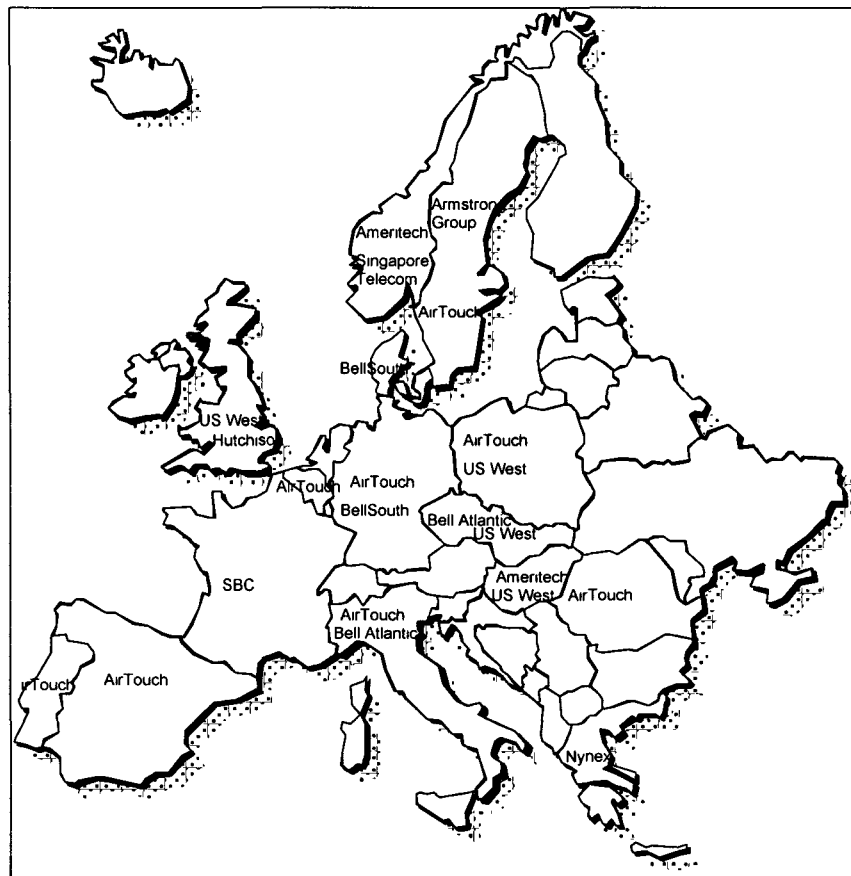 Armstron
Group
Ameritech
Singapore
Telecom
AirTouch
BellSouth
US West
Hutchiso
AirTouch
US West
AirTouch
AirTouch
BellSouth
Bell Atlantic
US West
SBC
Ameritech
US West
AirTouch
AirTouch
Bell Atlantic
irTouch
AirTouch
Nynex